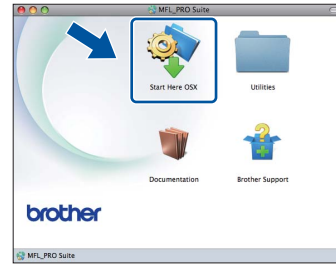 MFL_PRO Suite
Start Here OSX
Utilities
Documentation
Brother Support
brother
MFL_PRO Suite